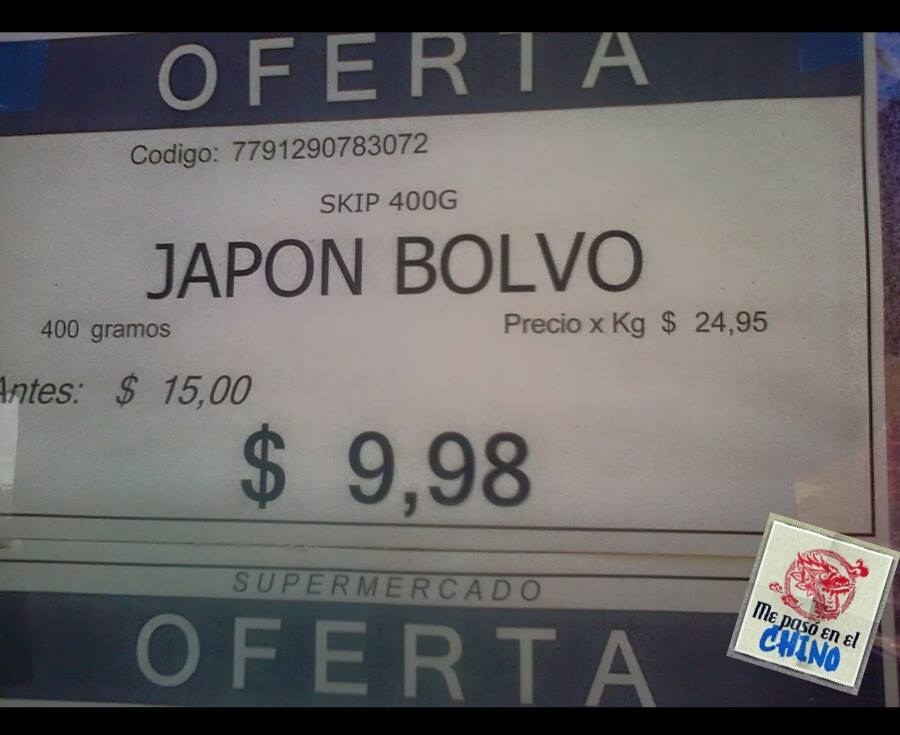 OFERTA
Codigo: 7791290783072
SKIP 400G
JAPON BOLVO
400 gramos
Precio x Kg $ 24,95
Antes: $ 15,00
$ 9,98
SUPERMERCADO
OFERTA
Me pasó en el
CHINO